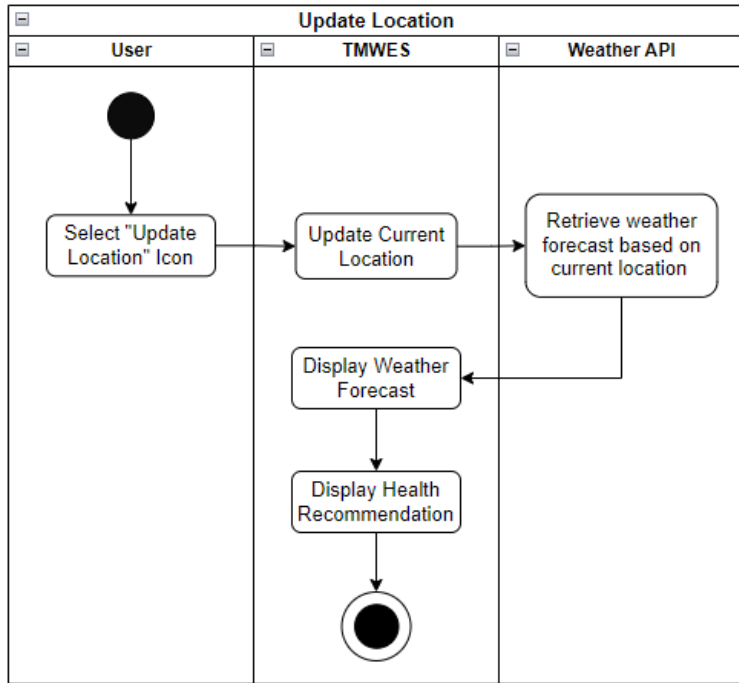 Update Location
User
TMWES
Weather API
Select "Update
Location" Icon
Update Current
Location
Retrieve weather
forecast based on
current location
Display Weather
Forecast
Display Health
Recommendation